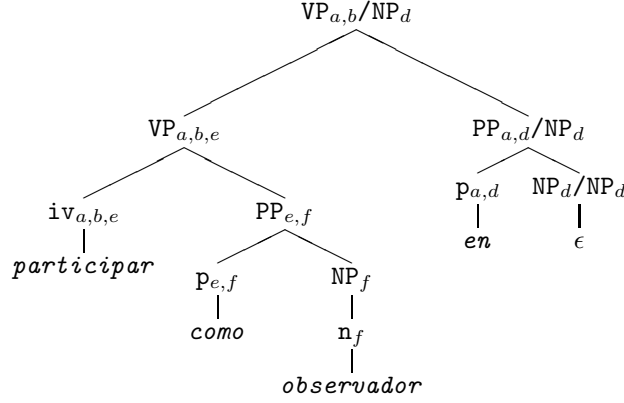 VP_{a,b}/NP_d
VP_{a,b,e} PP_{a,d}/NP_d
iv_{a,b,e} PP_{e,f} p_{a,d} NP_d/NP_d
participar en ϵ
p_{e,f} NP_f
como n_f
observador